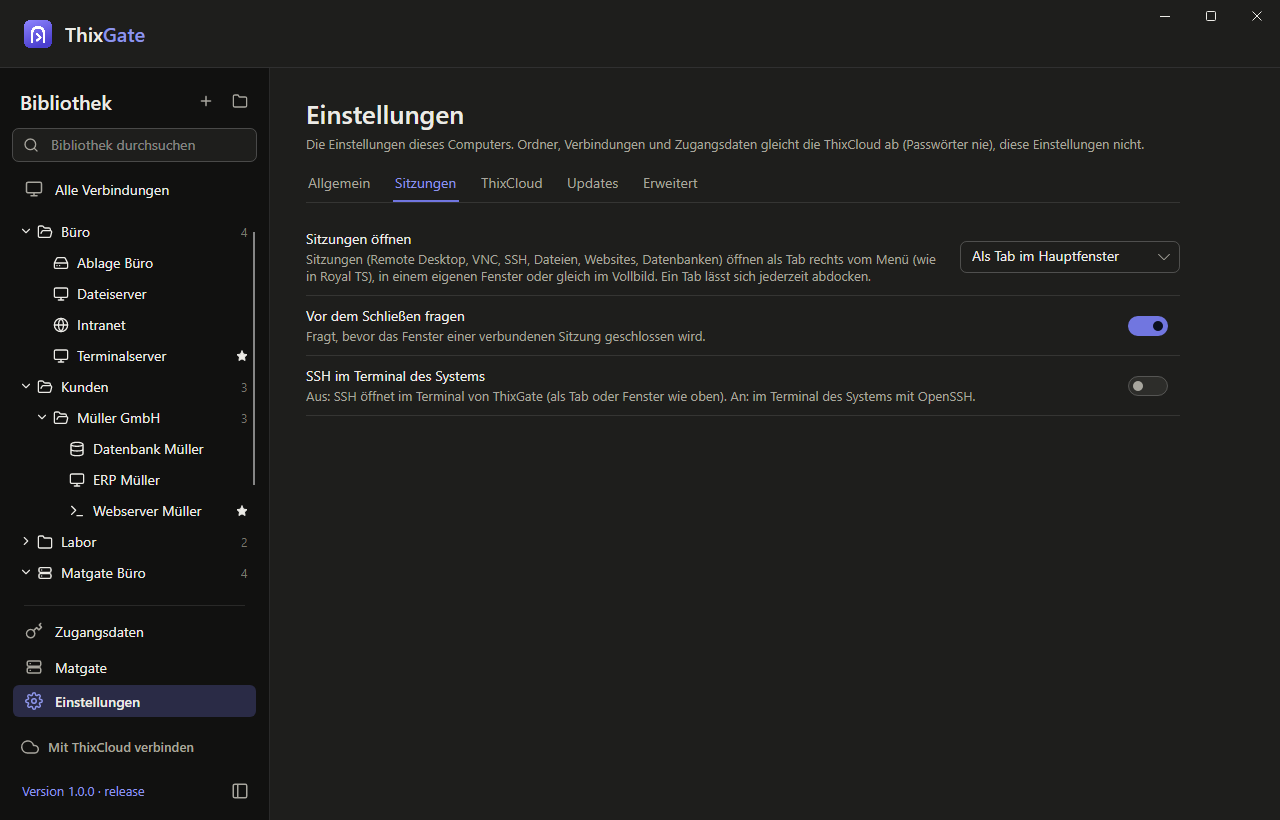 ThixGate
Bibliothek
Bibliothek durchsuchen
Alle Verbindungen
Büro 4
Ablage Büro
Dateiserver
Intranet
Terminalserver
Kunden 3
Müller GmbH 3
Datenbank Müller
ERP Müller
Webserver Müller
Labor 2
Matgate Büro 4
Zugangsdaten
Matgate
Einstellungen
Mit ThixCloud verbinden
Version 1.0.0 · release
Einstellungen
Die Einstellungen dieses Computers. Ordner, Verbindungen und Zugangsdaten gleicht die ThixCloud ab (Passwörter nie), diese Einstellungen nicht.
Allgemein Sitzungen ThixCloud Updates Erweitert
Sitzungen öffnen
Sitzungen (Remote Desktop, VNC, SSH, Dateien, Websites, Datenbanken) öffnen als Tab rechts vom Menü (wie
in Royal TS), in einem eigenen Fenster oder gleich im Vollbild. Ein Tab lässt sich jederzeit abdocken.
Als Tab im Hauptfenster
Vor dem Schließen fragen
Fragt, bevor das Fenster einer verbundenen Sitzung geschlossen wird.
SSH im Terminal des Systems
Aus: SSH öffnet im Terminal von ThixGate (als Tab oder Fenster wie oben). An: im Terminal des Systems mit OpenSSH.